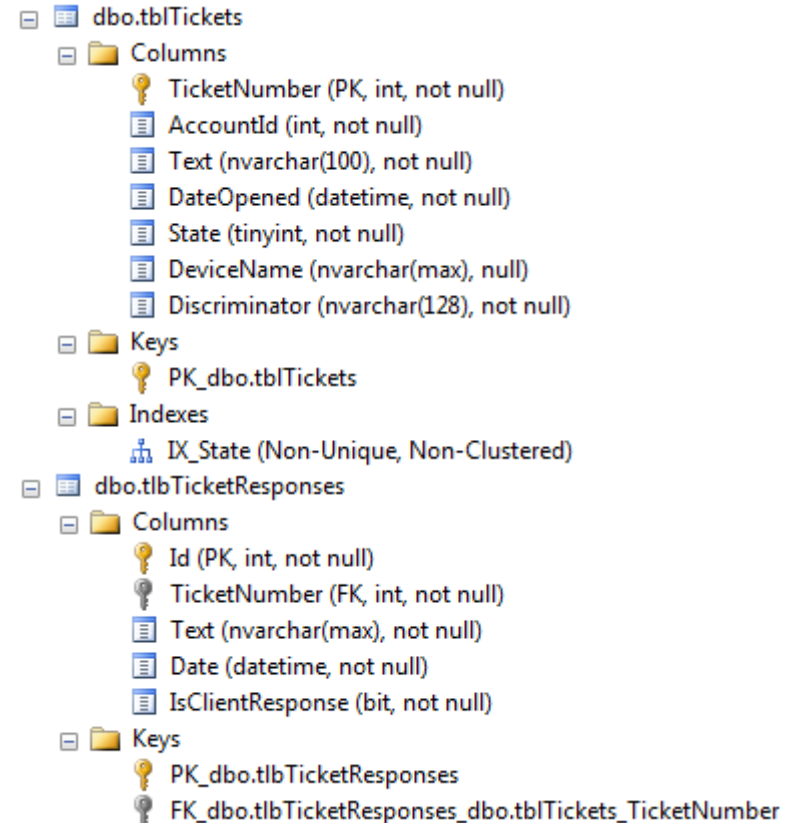 dbo.tblTickets
Columns
TicketNumber (PK, int, not null)
AccountId (int, not null)
Text (nvarchar(100), not null)
DateOpened (datetime, not null)
State (tinyint, not null)
DeviceName (nvarchar(max), null)
Discriminator (nvarchar(128), not null)
Keys
PK_dbo.tblTickets
Indexes
IX_State (Non-Unique, Non-Clustered)
dbo.tlbTicketResponses
Columns
Id (PK, int, not null)
TicketNumber (FK, int, not null)
Text (nvarchar(max), not null)
Date (datetime, not null)
IsClientResponse (bit, not null)
Keys
PK_dbo.tlbTicketResponses
FK_dbo.tlbTicketResponses_dbo.tblTickets_TicketNumber